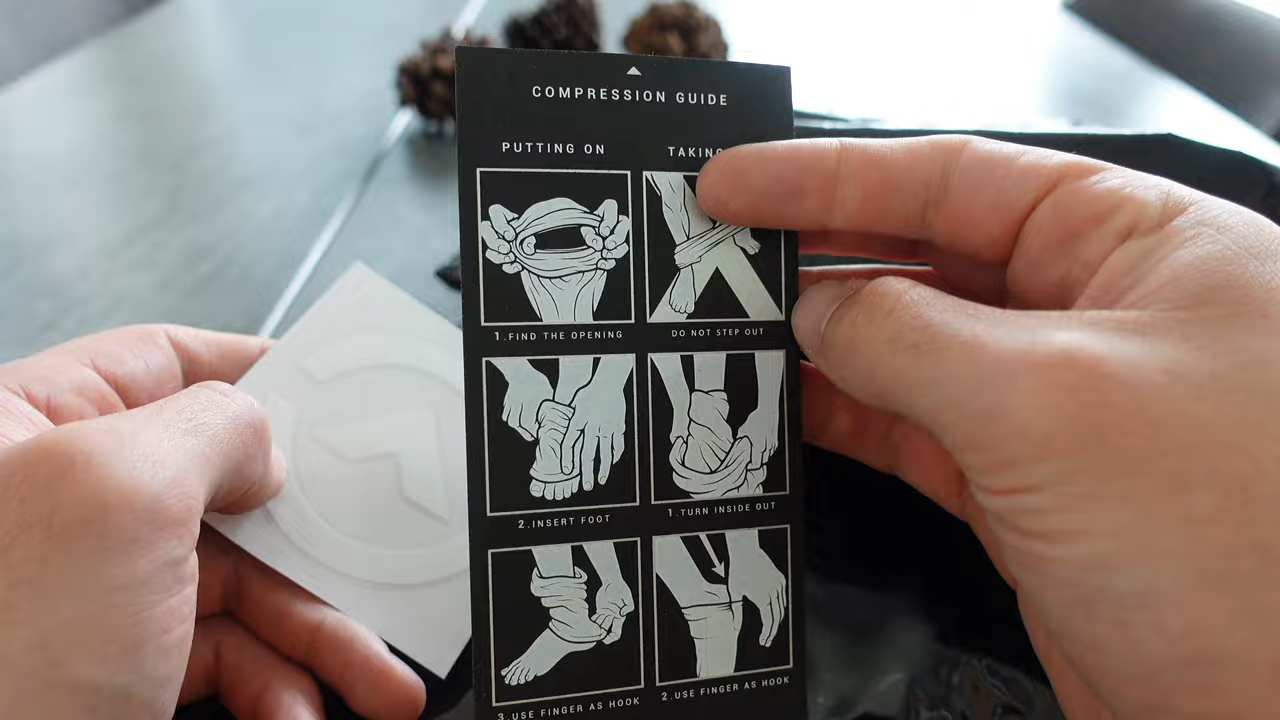 COMPRESSION GUIDE
PUTTING ON
TAKING
1.FIND THE OPENING
DO NOT STEP OUT
2.INSERT FOOT
1.TURN INSIDE OUT
3.USE FINGER AS HOOK
2.USE FINGER AS HOOK